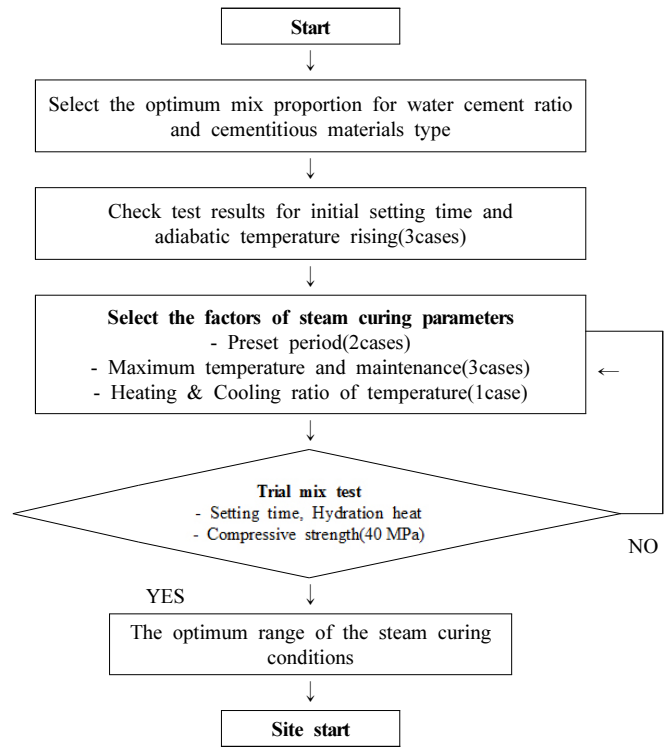 Start
Select the optimum mix proportion for water cement ratio
and cementitious materials type
Check test results for initial setting time and
adiabatic temperature rising(3cases)
Select the factors of steam curing parameters
- Preset period(2cases)
- Maximum temperature and maintenance(3cases)
- Heating & Cooling ratio of temperature(1case)
Trial mix test
- Setting time, Hydration heat
- Compressive strength(40 MPa)
NO
YES
The optimum range of the steam curing
conditions
Site start